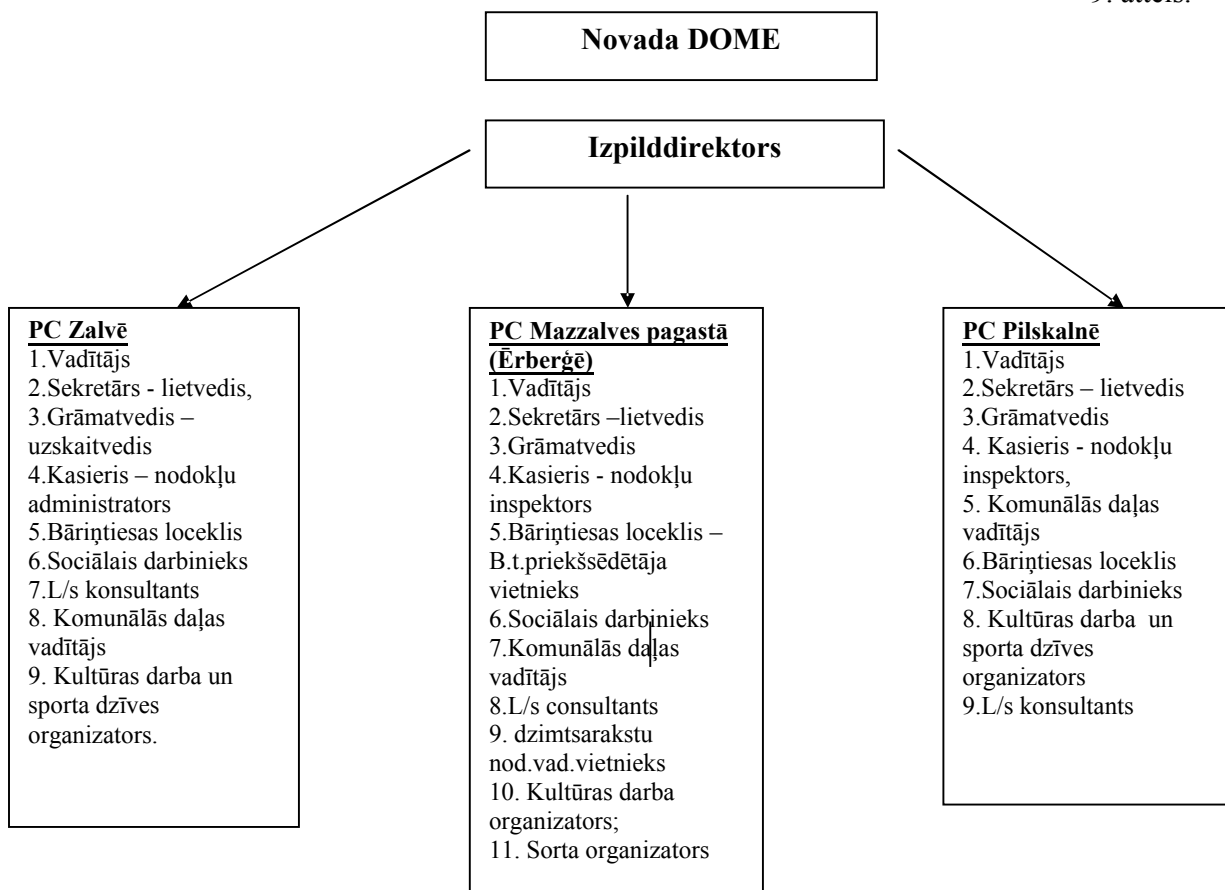 9. attēls.
Novada DOME
Izpilddirektors
PC Zalvē
1.Vadītājs
2.Sekretārs - lietvedis,
3.Grāmatvedis –
uzskaitvedis
4.Kasieris – nodokļu
administrators
5.Bāriņtiesas loceklis
6.Sociālais darbinieks
7.L/s konsultants
8. Komunālās daļas
vadītājs
9. Kultūras darba un
sporta dzīves
organizators.
PC Mazzalves pagastā
(Ērberģē)
1.Vadītājs
2.Sekretārs –lietvedis
3.Grāmatvedis
4.Kasieris - nodokļu
inspektors
5.Bāriņtiesas loceklis –
B.t.priekšsēdētāja
vietnieks
6.Sociālais darbinieks
7.Komunālās daļas
vadītājs
8.L/s consultants
9. dzimtsarakstu
nod.vad.vietnieks
10. Kultūras darba
organizators;
11. Sorta organizators
PC Pilskalnē
1.Vadītājs
2.Sekretārs – lietvedis
3.Grāmatvedis
4. Kasieris - nodokļu
inspektors,
5. Komunālās daļas
vadītājs
6.Bāriņtiesas loceklis
7.Sociālais darbinieks
8. Kultūras darba un
sporta dzīves
organizators
9.L/s konsultants